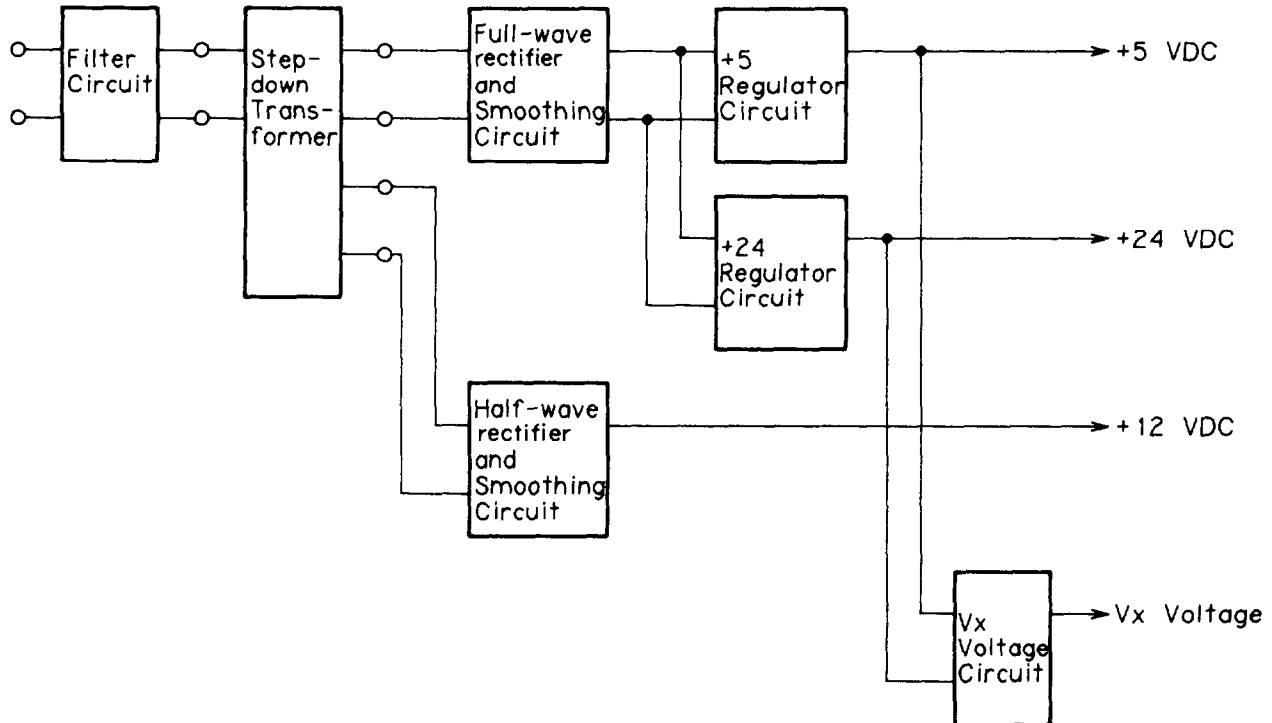 Filter
Circuit
Step-
down
Trans-
former
Full-wave
rectifier
and
Smoothing
Circuit
+5
Regulator
Circuit
+5 VDC
+24
Regulator
Circuit
+24 VDC
Half-wave
rectifier
and
Smoothing
Circuit
+12 VDC
Vx
Voltage
Circuit
Vx Voltage